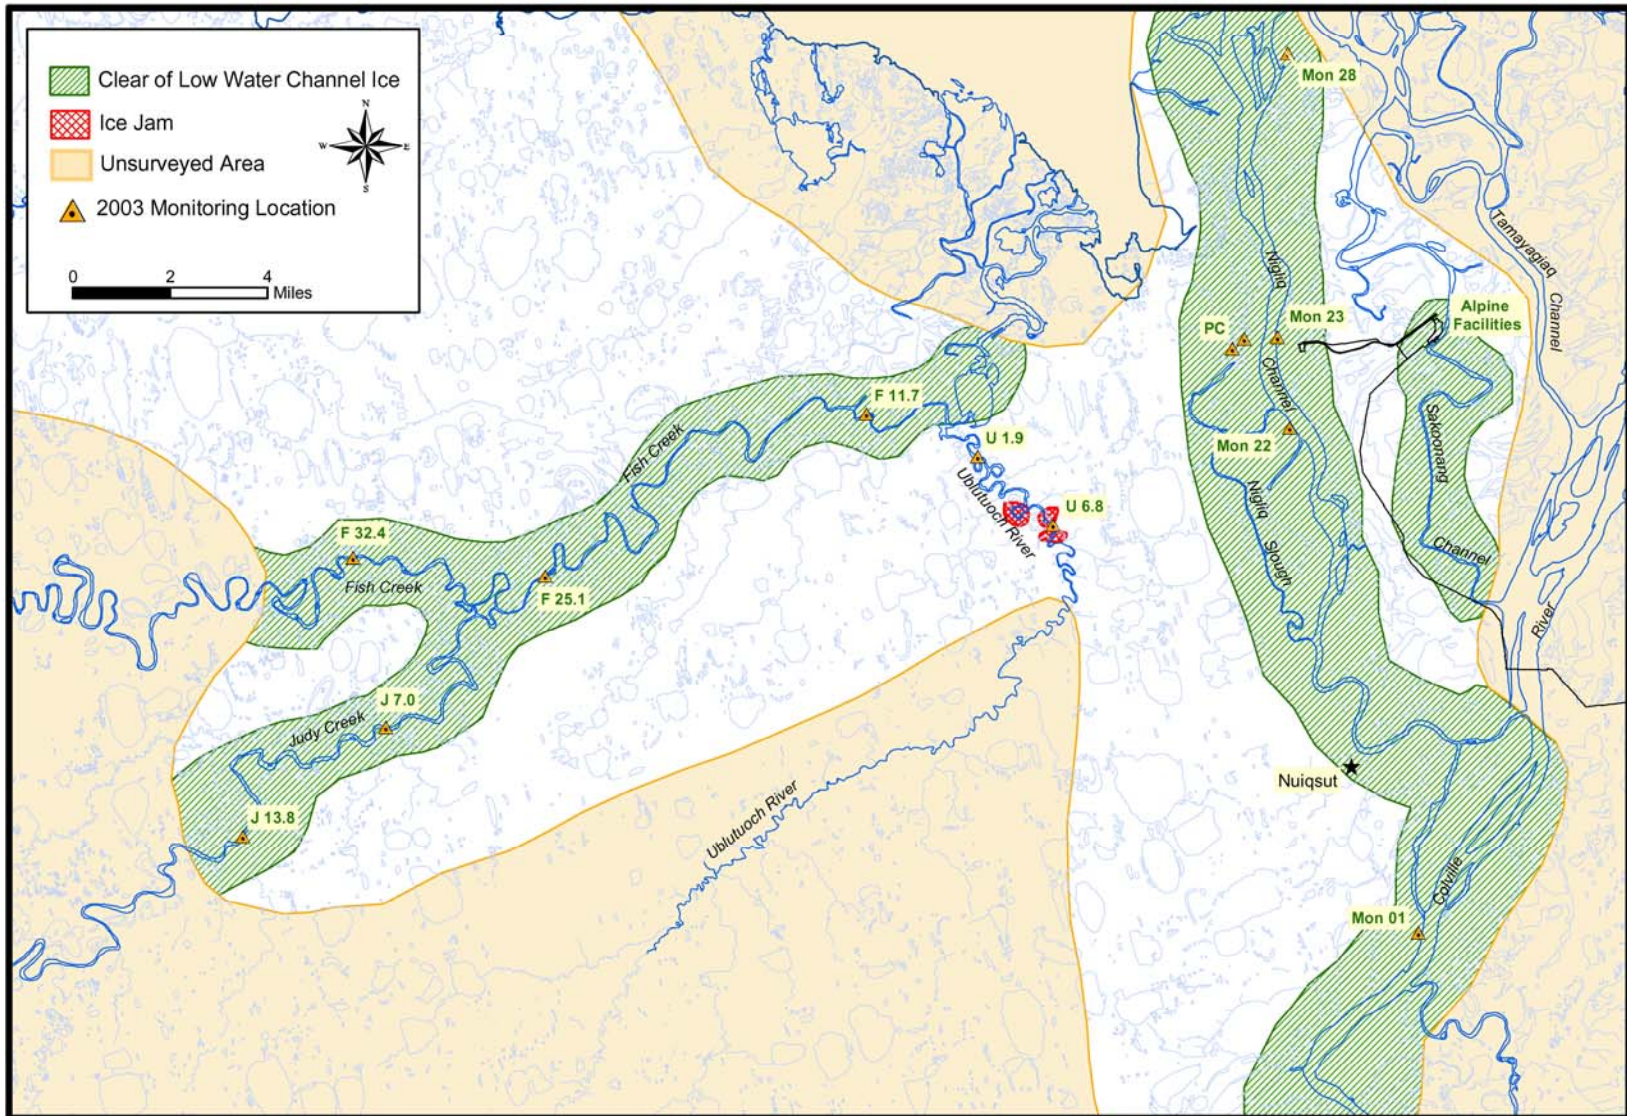 Clear of Low Water Channel Ice
Ice Jam
Unsurveyed Area
2003 Monitoring Location
N
W
E
S
0 2 4
Miles
Mon 28
Tamayagiaq
Channel
Nigliq
Channel
Mon 23
PC
Alpine
Facilities
F 11.7
Fish Creek
U 1.9
Ublutuoch River
U 6.8
Mon 22
Nigliq
Slough
Sakoonang
Channel
F 32.4
Fish Creek
F 25.1
River
J 7.0
Judy Creek
J 13.8
Ublutuoch River
Nuiqsut
Colville
Mon 01